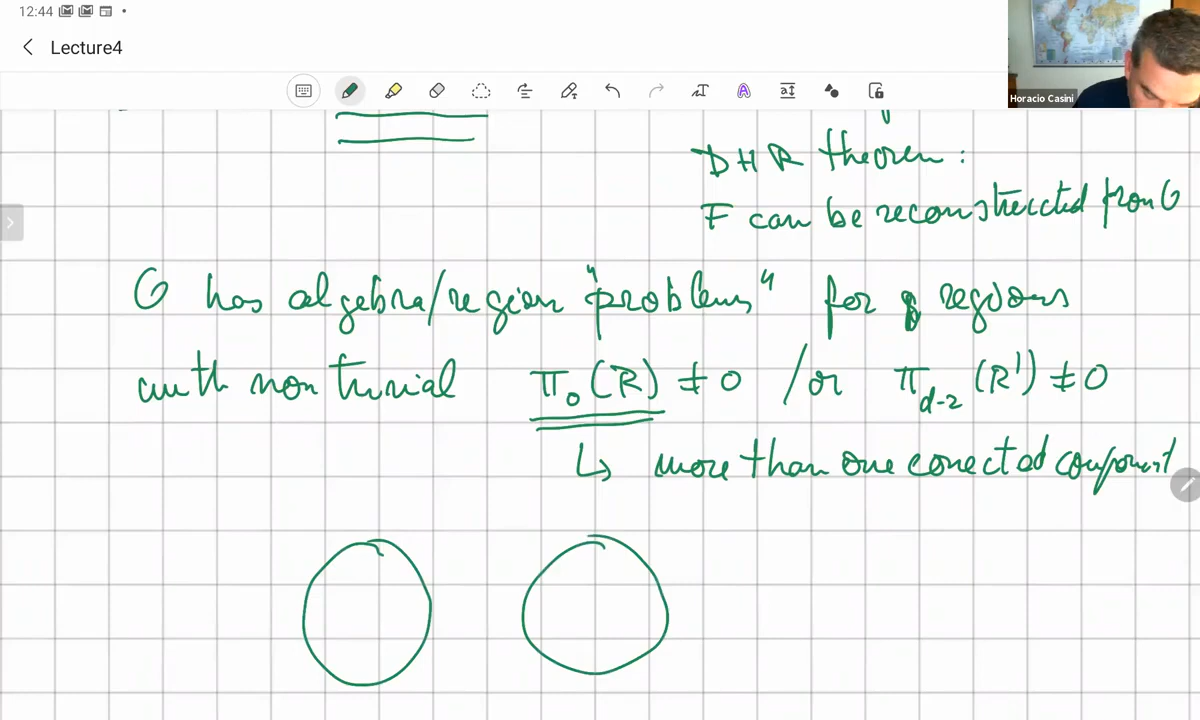 12:44
Lecture4
Horacio Casini
DHR theorem :
F can be reconstructed from O
O has algebra/region "problems" for regions
with non trivial π₀(R) ≠ 0 / or π_{d-2}(R') ≠ 0
↳ more than one conected component